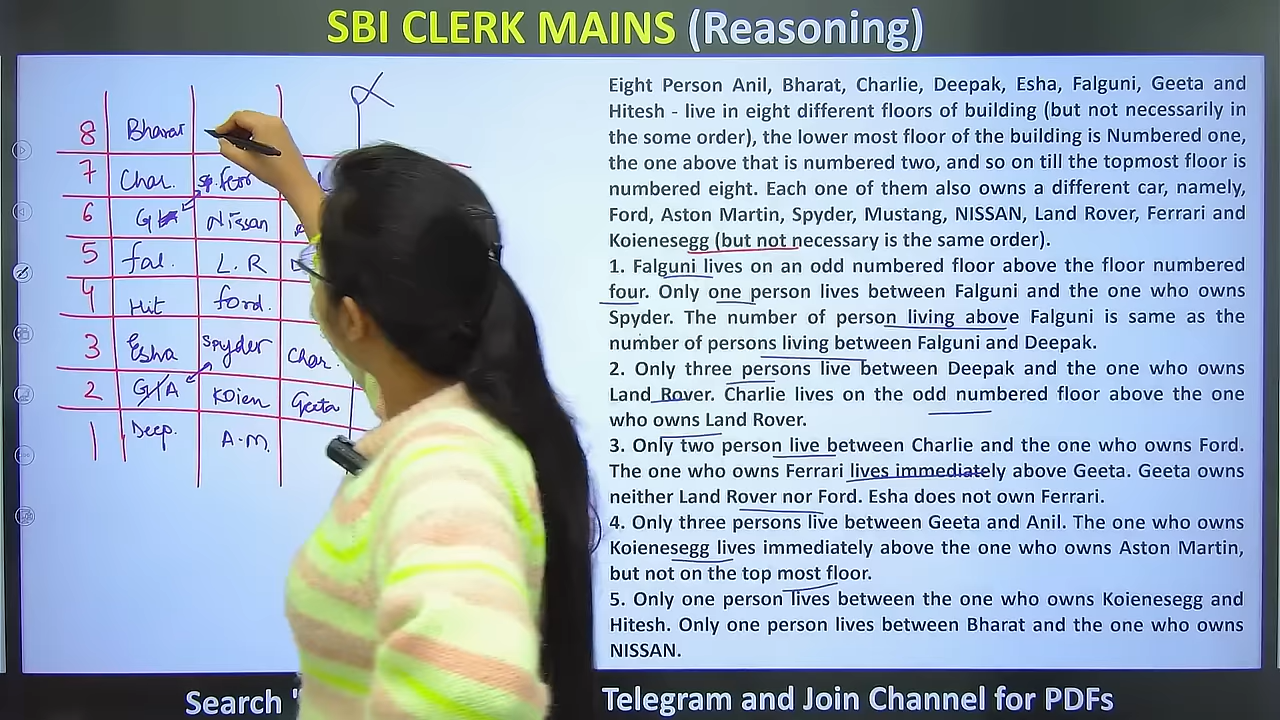 SBI CLERK MAINS (Reasoning)
8 Bharat
7 Char.
6 G Nissan
5 fal. L.R
4 Hit ford.
3 Esha Spyder Char.
2 G/A Koien Geeta
1 Deep. A.M.
Eight Person Anil, Bharat, Charlie, Deepak, Esha, Falguni, Geeta and
Hitesh - live in eight different floors of building (but not necessarily in
the same order), the lower most floor of the building is Numbered one,
the one above that is numbered two, and so on till the topmost floor is
numbered eight. Each one of them also owns a different car, namely,
Ford, Aston Martin, Spyder, Mustang, NISSAN, Land Rover, Ferrari and
Koienesegg (but not necessary is the same order).
1. Falguni lives on an odd numbered floor above the floor numbered
four. Only one person lives between Falguni and the one who owns
Spyder. The number of person living above Falguni is same as the
number of persons living between Falguni and Deepak.
2. Only three persons live between Deepak and the one who owns
Land Rover. Charlie lives on the odd numbered floor above the one
who owns Land Rover.
3. Only two person live between Charlie and the one who owns Ford.
The one who owns Ferrari lives immediately above Geeta. Geeta owns
neither Land Rover nor Ford. Esha does not own Ferrari.
4. Only three persons live between Geeta and Anil. The one who owns
Koienesegg lives immediately above the one who owns Aston Martin,
but not on the top most floor.
5. Only one person lives between the one who owns Koienesegg and
Hitesh. Only one person lives between Bharat and the one who owns
NISSAN.
Search
Telegram and Join Channel for PDFs